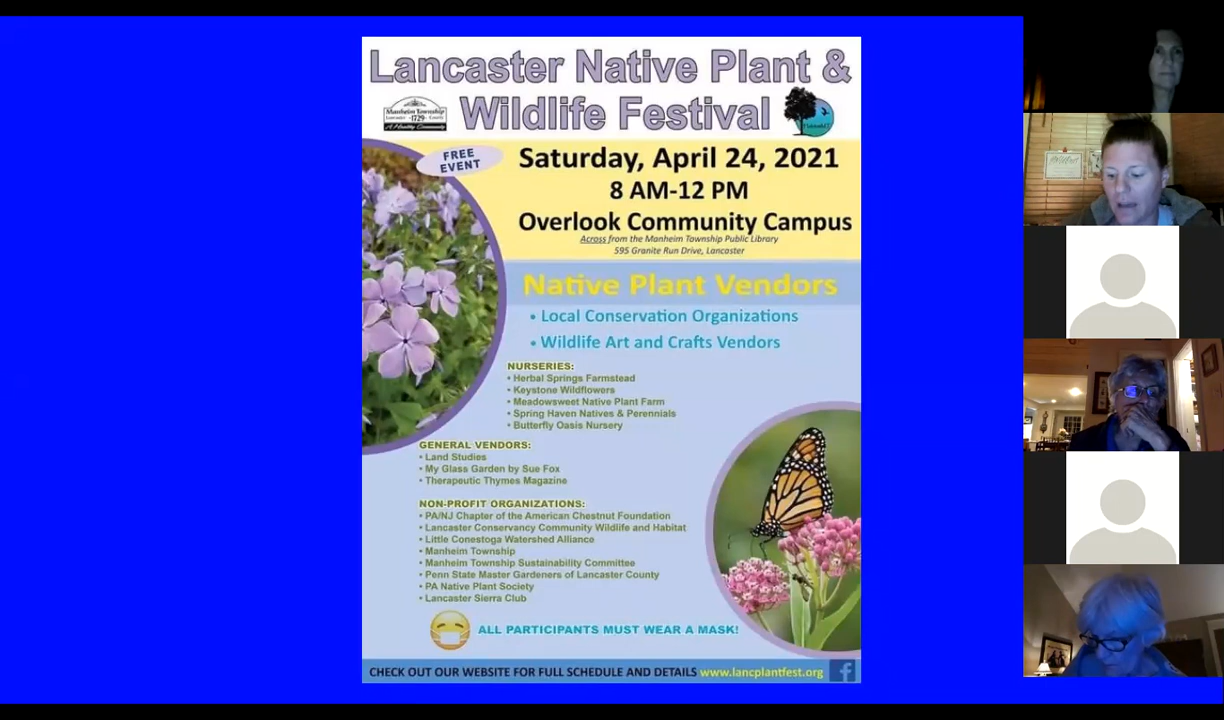 Lancaster Native Plant &
Wildlife Festival
Manheim Township
1729
A Healthy Community
FREE
EVENT
Saturday, April 24, 2021
8 AM-12 PM
Overlook Community Campus
Across from the Manheim Township Public Library
595 Granite Run Drive, Lancaster
Native Plant Vendors
• Local Conservation Organizations
• Wildlife Art and Crafts Vendors
NURSERIES:
• Herbal Springs Farmstead
• Keystone Wildflowers
• Meadowsweet Native Plant Farm
• Spring Haven Natives & Perennials
• Butterfly Oasis Nursery
GENERAL VENDORS:
• Land Studies
• My Glass Garden by Sue Fox
• Therapeutic Thymes Magazine
NON-PROFIT ORGANIZATIONS:
• PA/NJ Chapter of the American Chestnut Foundation
• Lancaster Conservancy Community Wildlife and Habitat
• Little Conestoga Watershed Alliance
• Manheim Township
• Manheim Township Sustainability Committee
• Penn State Master Gardeners of Lancaster County
• PA Native Plant Society
• Lancaster Sierra Club
ALL PARTICIPANTS MUST WEAR A MASK!
CHECK OUT OUR WEBSITE FOR FULL SCHEDULE AND DETAILS www.lancplantfest.org
f